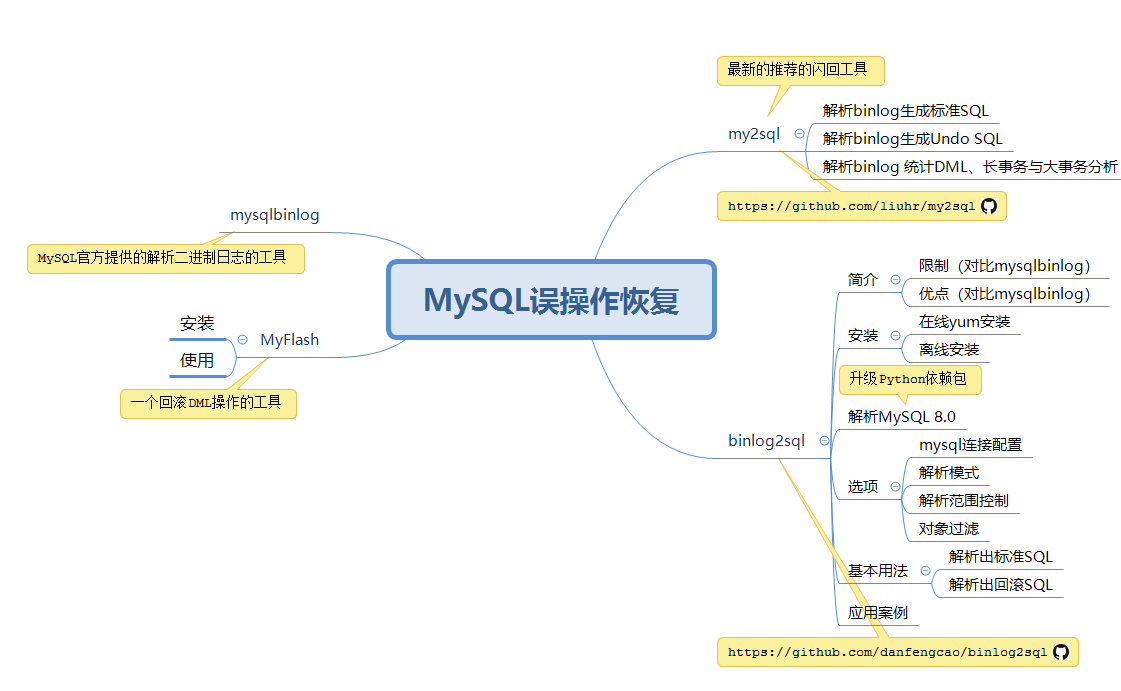 MySQL误操作恢复
最新的推荐的闪回工具
my2sql
解析binlog生成标准SQL
解析binlog生成Undo SQL
解析binlog 统计DML、长事务与大事务分析
https://github.com/liuhr/my2sql
binlog2sql
简介
限制（对比mysqlbinlog）
优点（对比mysqlbinlog）
安装
在线yum安装
离线安装
升级Python依赖包
解析MySQL 8.0
选项
mysql连接配置
解析模式
解析范围控制
对象过滤
基本用法
解析出标准SQL
解析出回滚SQL
应用案例
https://github.com/danfengcao/binlog2sql
mysqlbinlog
MySQL官方提供的解析二进制日志的工具
MyFlash
安装
使用
一个回滚DML操作的工具